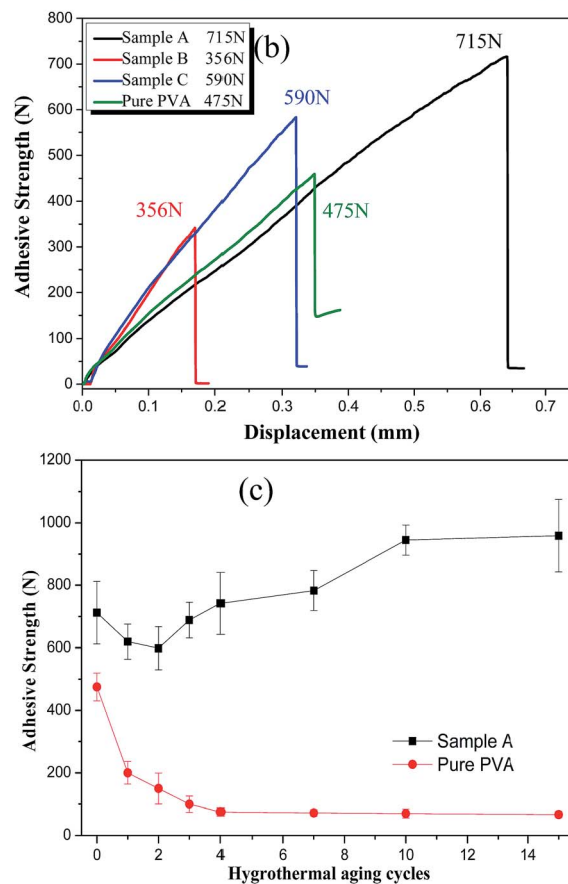 (b)
Sample A 715N
Sample B 356N
Sample C 590N
Pure PVA 475N
715N
590N
475N
356N
800
700
600
500
400
300
200
100
0
Adhesive Strength (N)
0.0 0.1 0.2 0.3 0.4 0.5 0.6 0.7
Displacement (mm)
(c)
1200
1000
800
600
400
200
0
Adhesive Strength (N)
Sample A
Pure PVA
0 2 4 6 8 10 12 14
Hygrothermal aging cycles